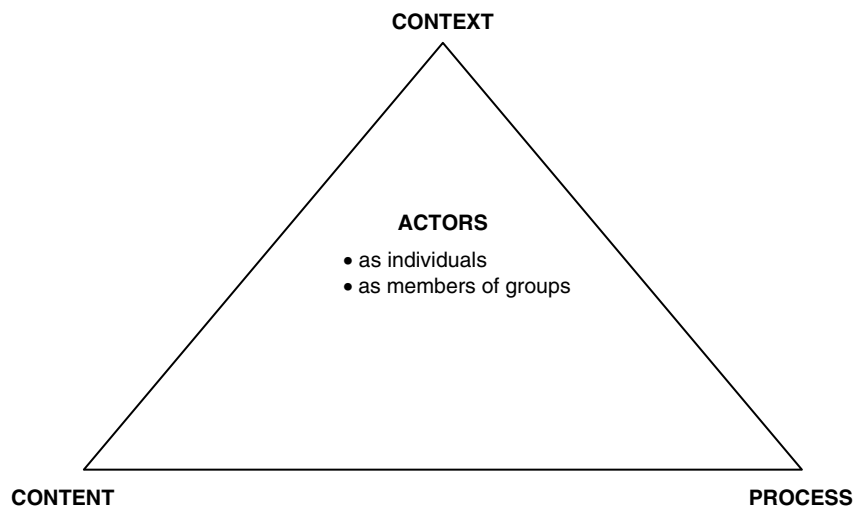 CONTEXT
ACTORS
• as individuals
• as members of groups
CONTENT
PROCESS